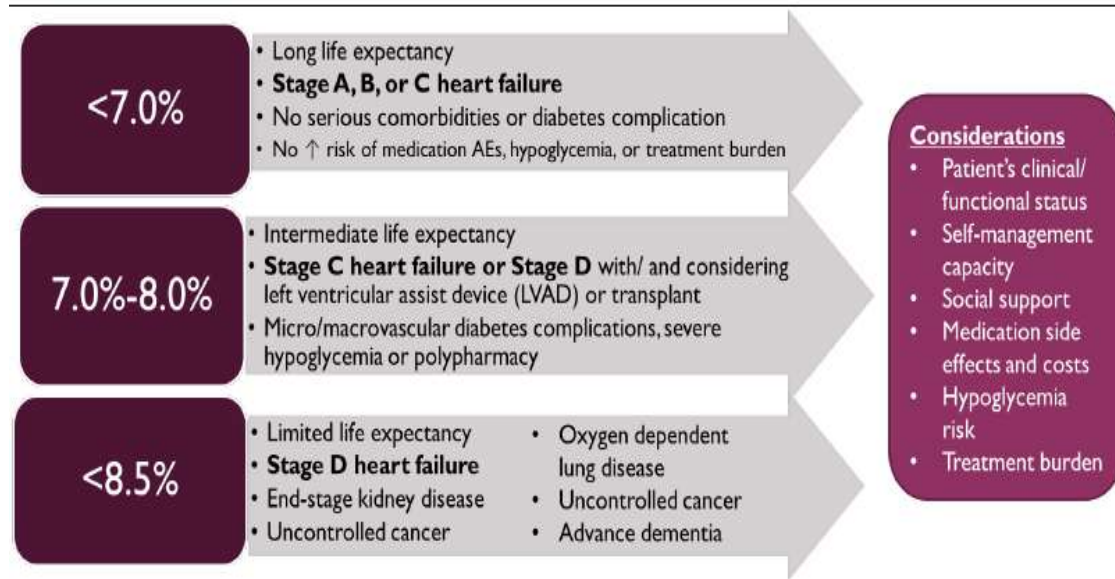 <7.0%
• Long life expectancy
• Stage A, B, or C heart failure
• No serious comorbidities or diabetes complication
• No ↑ risk of medication AEs, hypoglycemia, or treatment burden
7.0%-8.0%
• Intermediate life expectancy
• Stage C heart failure or Stage D with/ and considering
left ventricular assist device (LVAD) or transplant
• Micro/macrovascular diabetes complications, severe
hypoglycemia or polypharmacy
<8.5%
• Limited life expectancy
• Stage D heart failure
• End-stage kidney disease
• Uncontrolled cancer
• Oxygen dependent
lung disease
• Uncontrolled cancer
• Advance dementia
Considerations
• Patient's clinical/
functional status
• Self-management
capacity
• Social support
• Medication side
effects and costs
• Hypoglycemia
risk
• Treatment burden